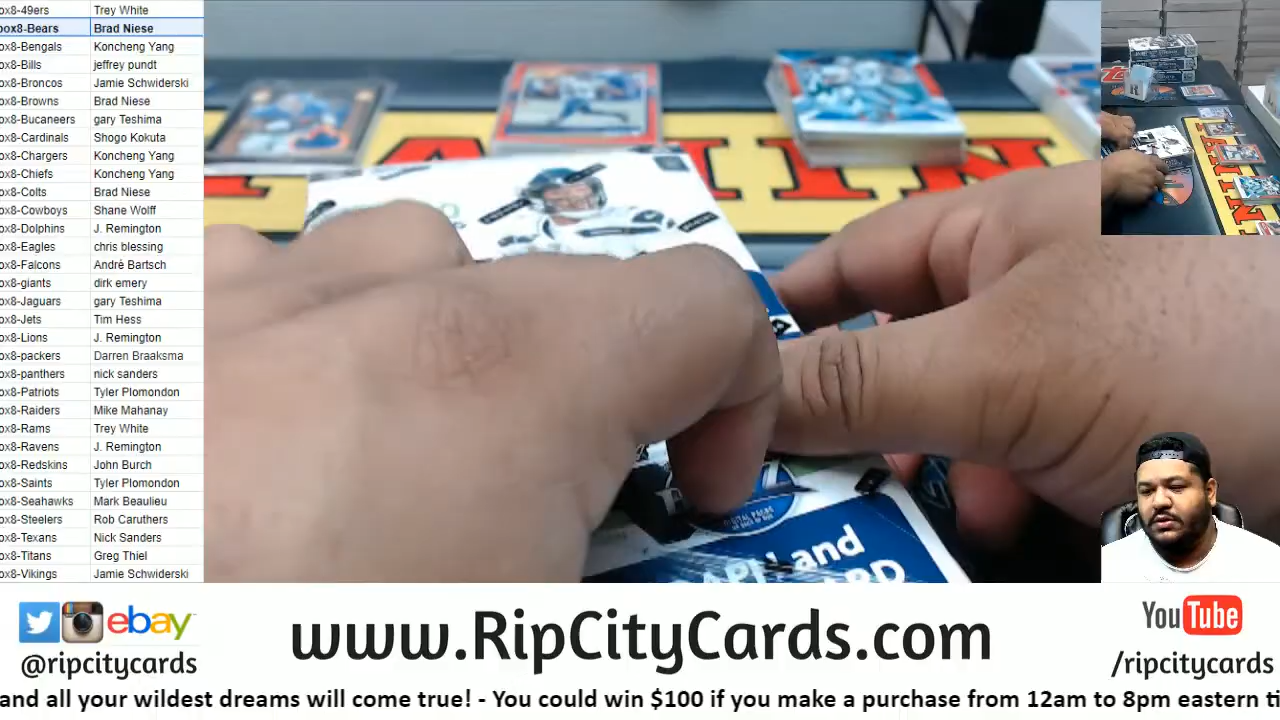 ox8-49ers Trey White
box8-Bears Brad Niese
ox8-Bengals Koncheng Yang
ox8-Bills jeffrey pundt
ox8-Broncos Jamie Schwiderski
ox8-Browns Brad Niese
ox8-Bucaneers gary Teshima
ox8-Cardinals Shogo Kokuta
ox8-Chargers Koncheng Yang
ox8-Chiefs Koncheng Yang
ox8-Colts Brad Niese
ox8-Cowboys Shane Wolff
ox8-Dolphins J. Remington
ox8-Eagles chris blessing
ox8-Falcons André Bartsch
ox8-giants dirk emery
ox8-Jaguars gary Teshima
ox8-Jets Tim Hess
ox8-Lions J. Remington
ox8-packers Darren Braaksma
ox8-panthers nick sanders
ox8-Patriots Tyler Plomondon
ox8-Raiders Mike Mahanay
ox8-Rams Trey White
ox8-Ravens J. Remington
ox8-Redskins John Burch
ox8-Saints Tyler Plomondon
ox8-Seahawks Mark Beaulieu
ox8-Steelers Rob Caruthers
ox8-Texans Nick Sanders
ox8-Titans Greg Thiel
ox8-Vikings Jamie Schwiderski
and
ebay
@ripcitycards
www.RipCityCards.com
YouTube
/ripcitycards
and all your wildest dreams will come true! - You could win $100 if you make a purchase from 12am to 8pm eastern ti